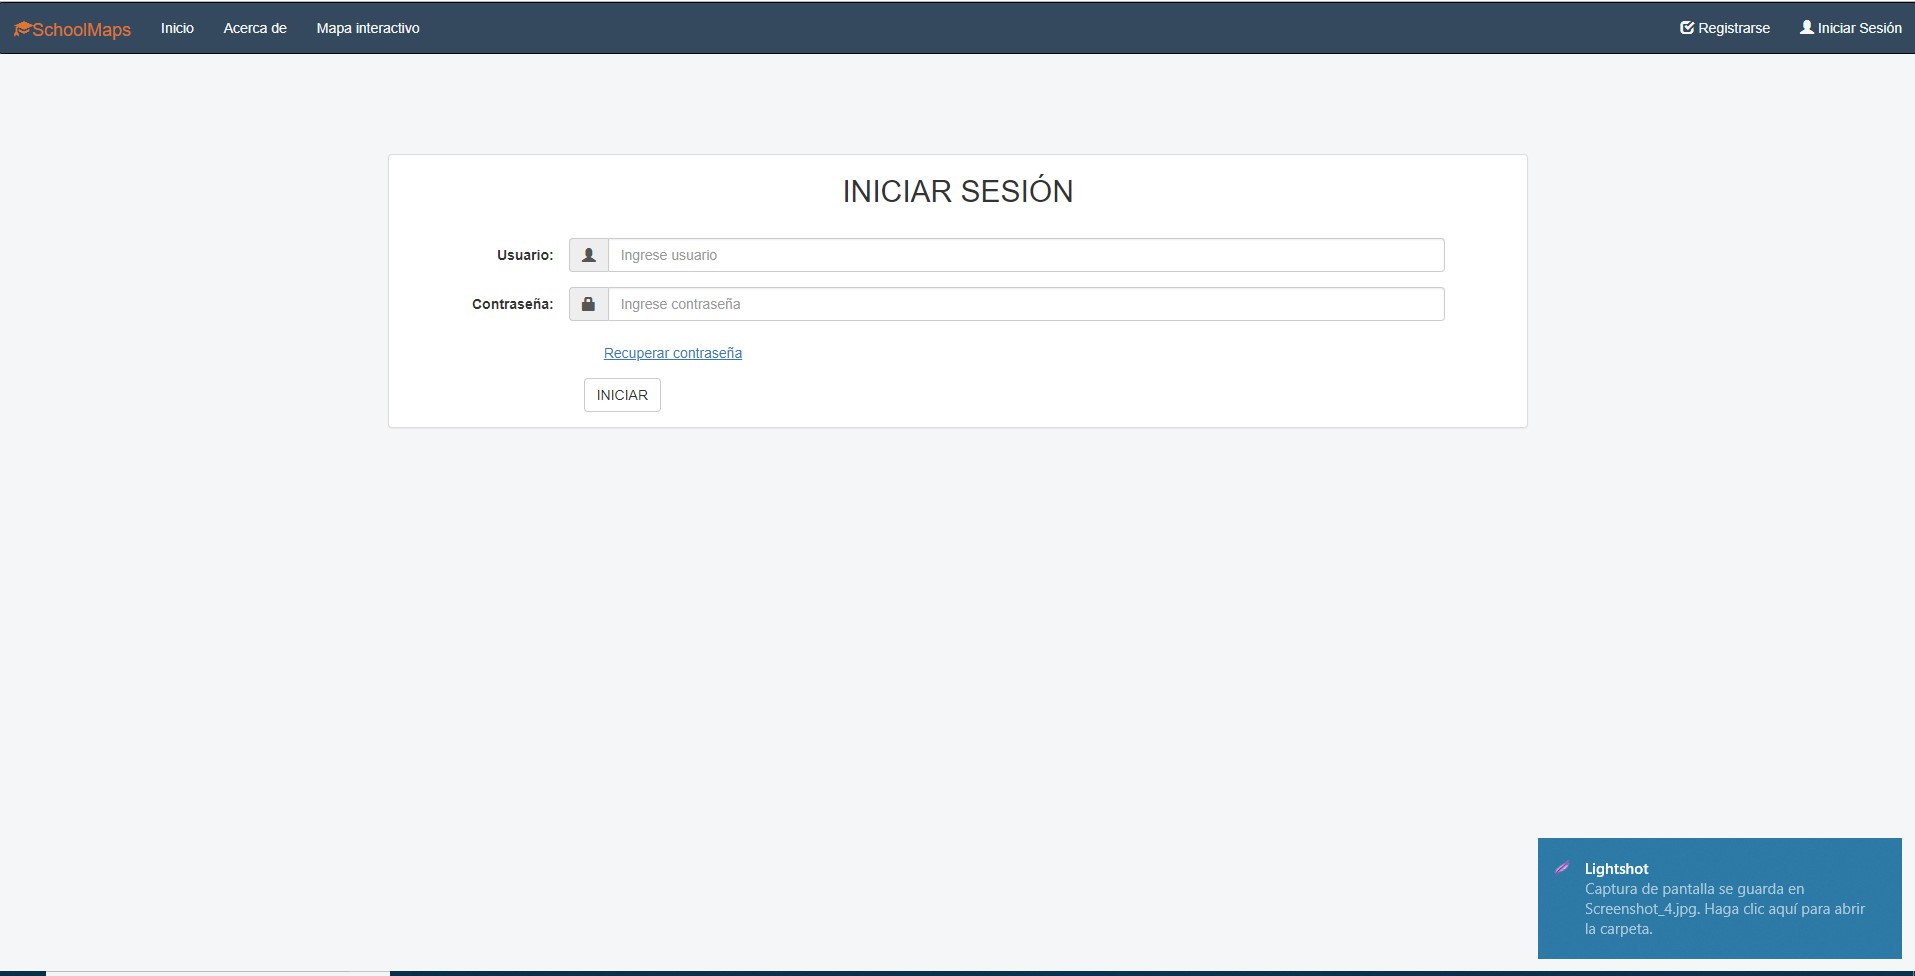 SchoolMaps Inicio Acerca de Mapa interactivo Registrarse Iniciar Sesión
INICIAR SESIÓN
Usuario: Ingrese usuario
Contraseña: Ingrese contraseña
Recuperar contraseña
INICIAR
Lightshot
Captura de pantalla se guarda en
Screenshot_4.jpg. Haga clic aquí para abrir
la carpeta.